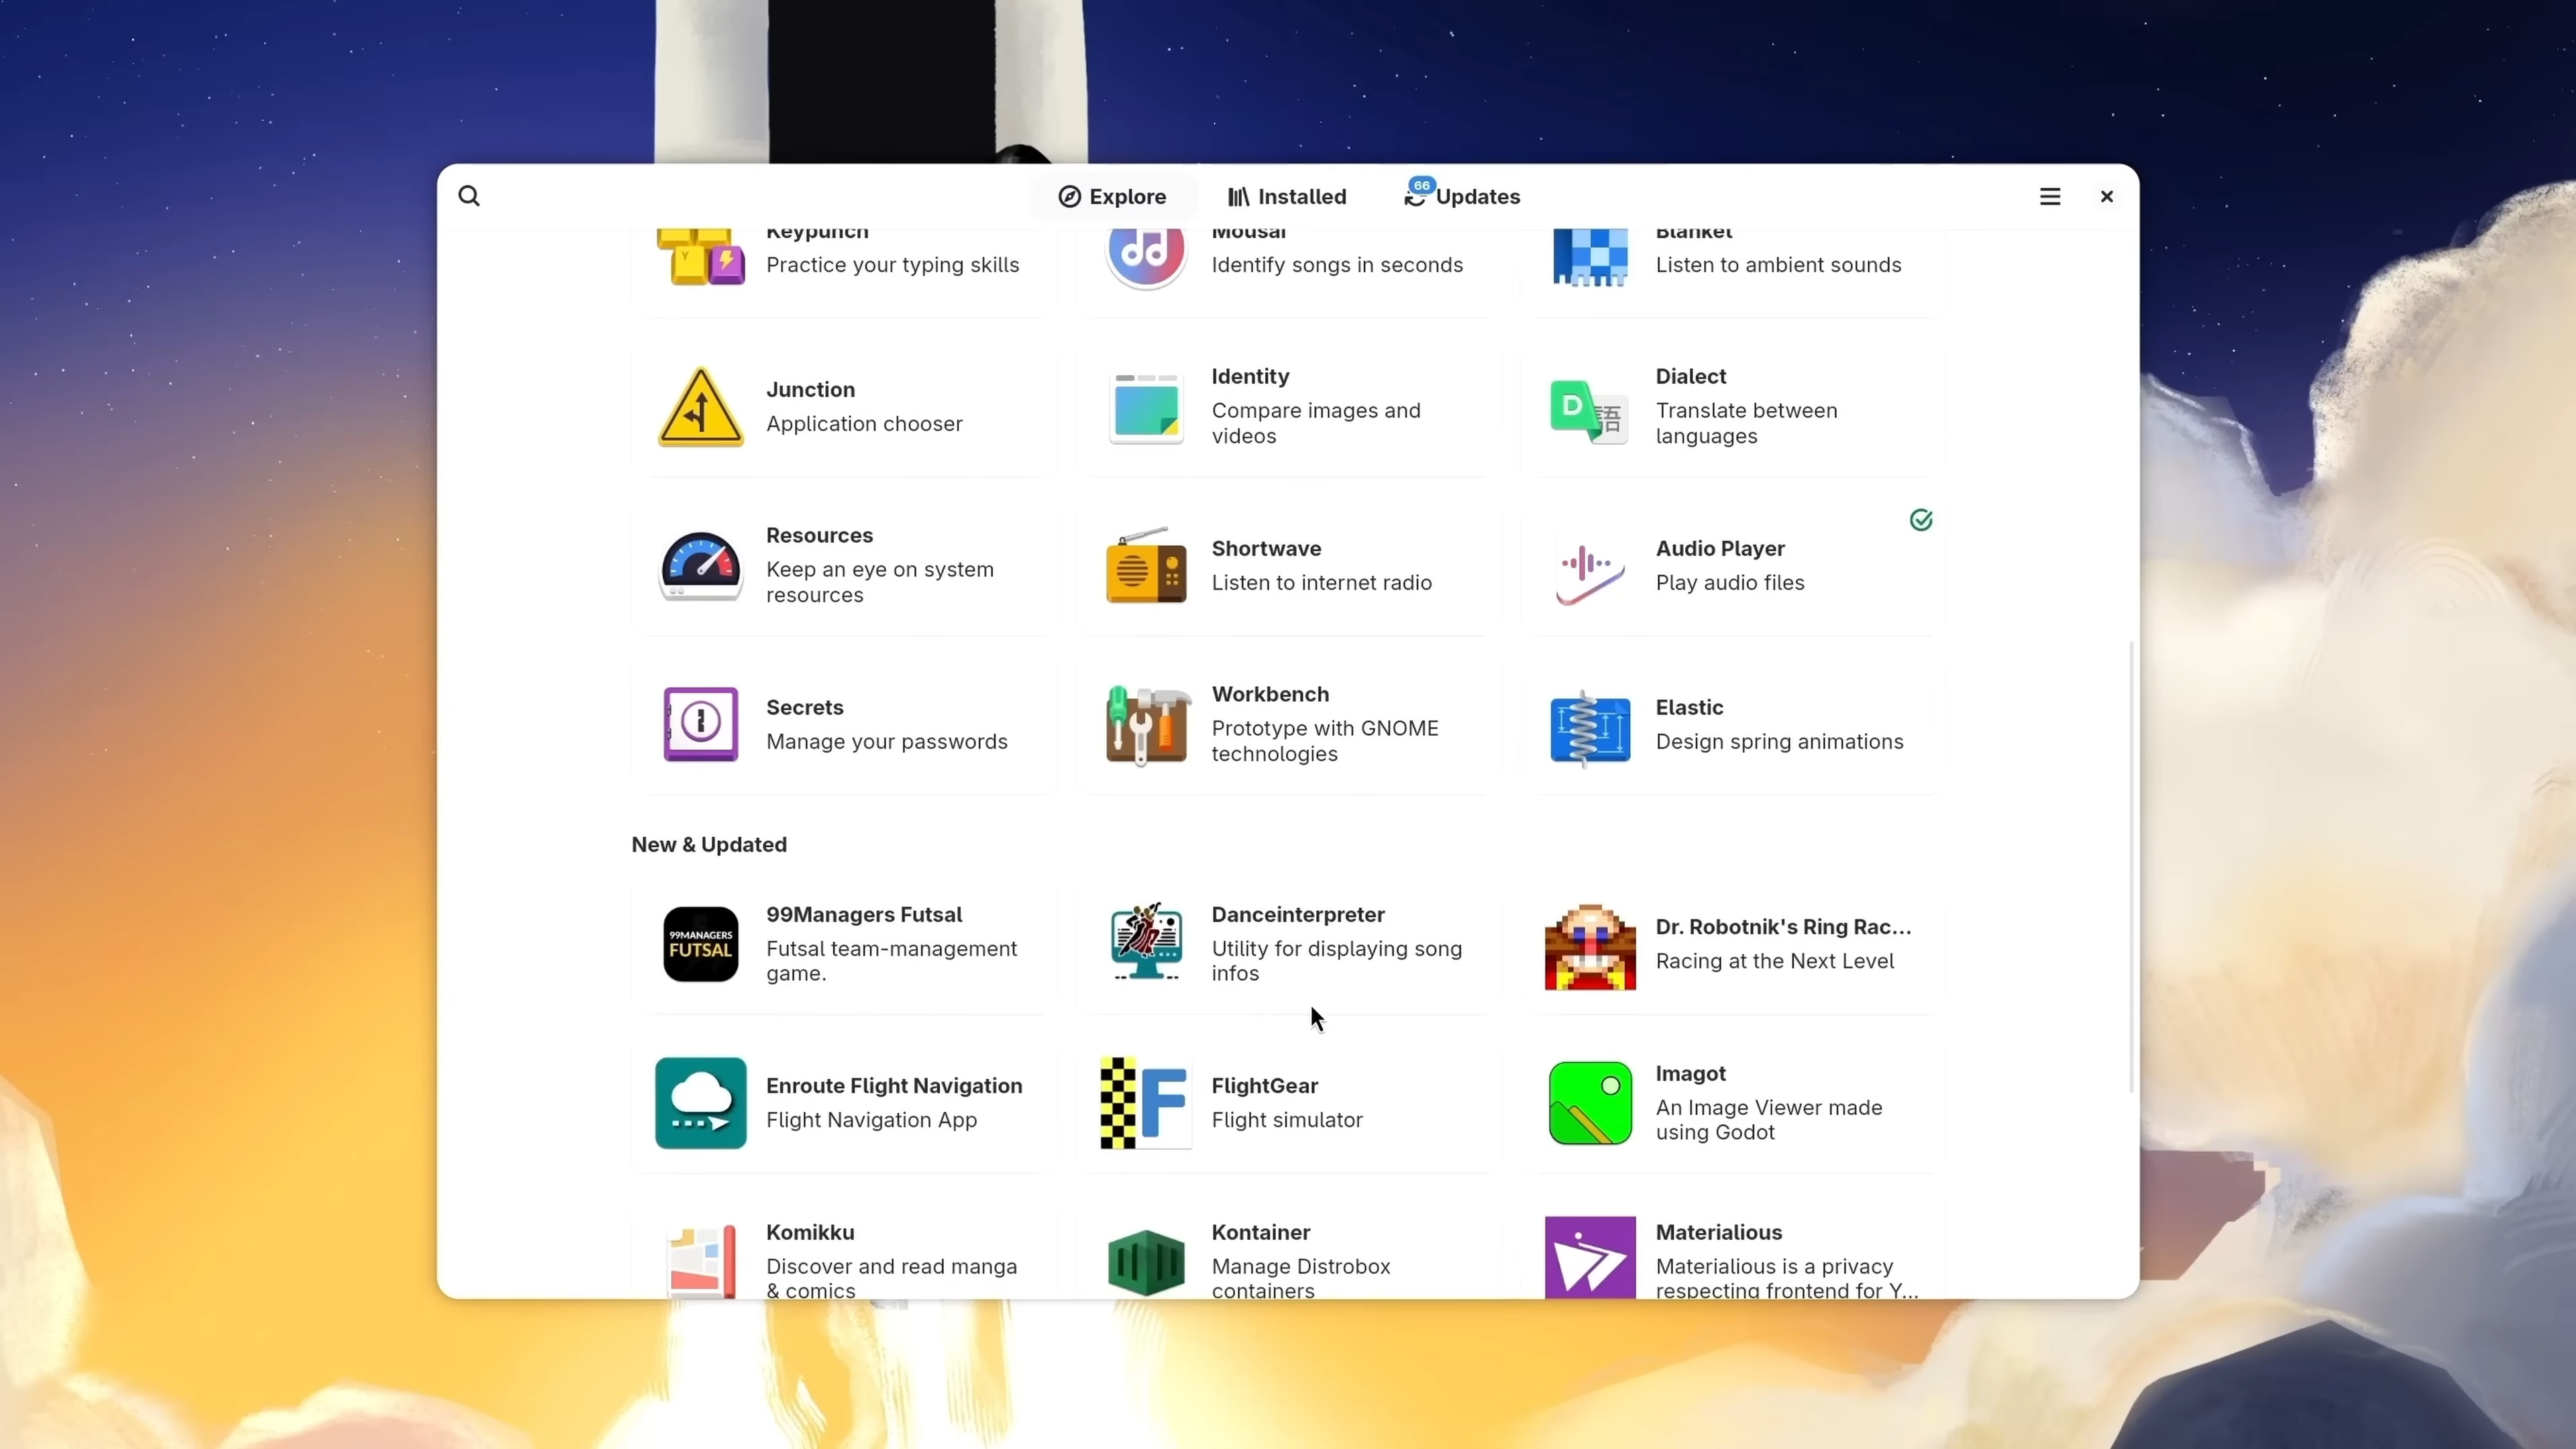 Explore
Installed
66
Updates
Keypunch
Practice your typing skills
Mousai
Identify songs in seconds
Blanket
Listen to ambient sounds
Junction
Application chooser
Identity
Compare images and
videos
D
語
Dialect
Translate between
languages
Resources
Keep an eye on system
resources
Shortwave
Listen to internet radio
Audio Player
Play audio files
Secrets
Manage your passwords
Workbench
Prototype with GNOME
technologies
Elastic
Design spring animations
New & Updated
99MANAGERS
FUTSAL
99Managers Futsal
Futsal team-management
game.
Danceinterpreter
Utility for displaying song
infos
Dr. Robotnik's Ring Rac...
Racing at the Next Level
Enroute Flight Navigation
Flight Navigation App
F
FlightGear
Flight simulator
Imagot
An Image Viewer made
using Godot
Komikku
Discover and read manga
& comics
Kontainer
Manage Distrobox
containers
Materialious
Materialious is a privacy
respecting frontend for Y...